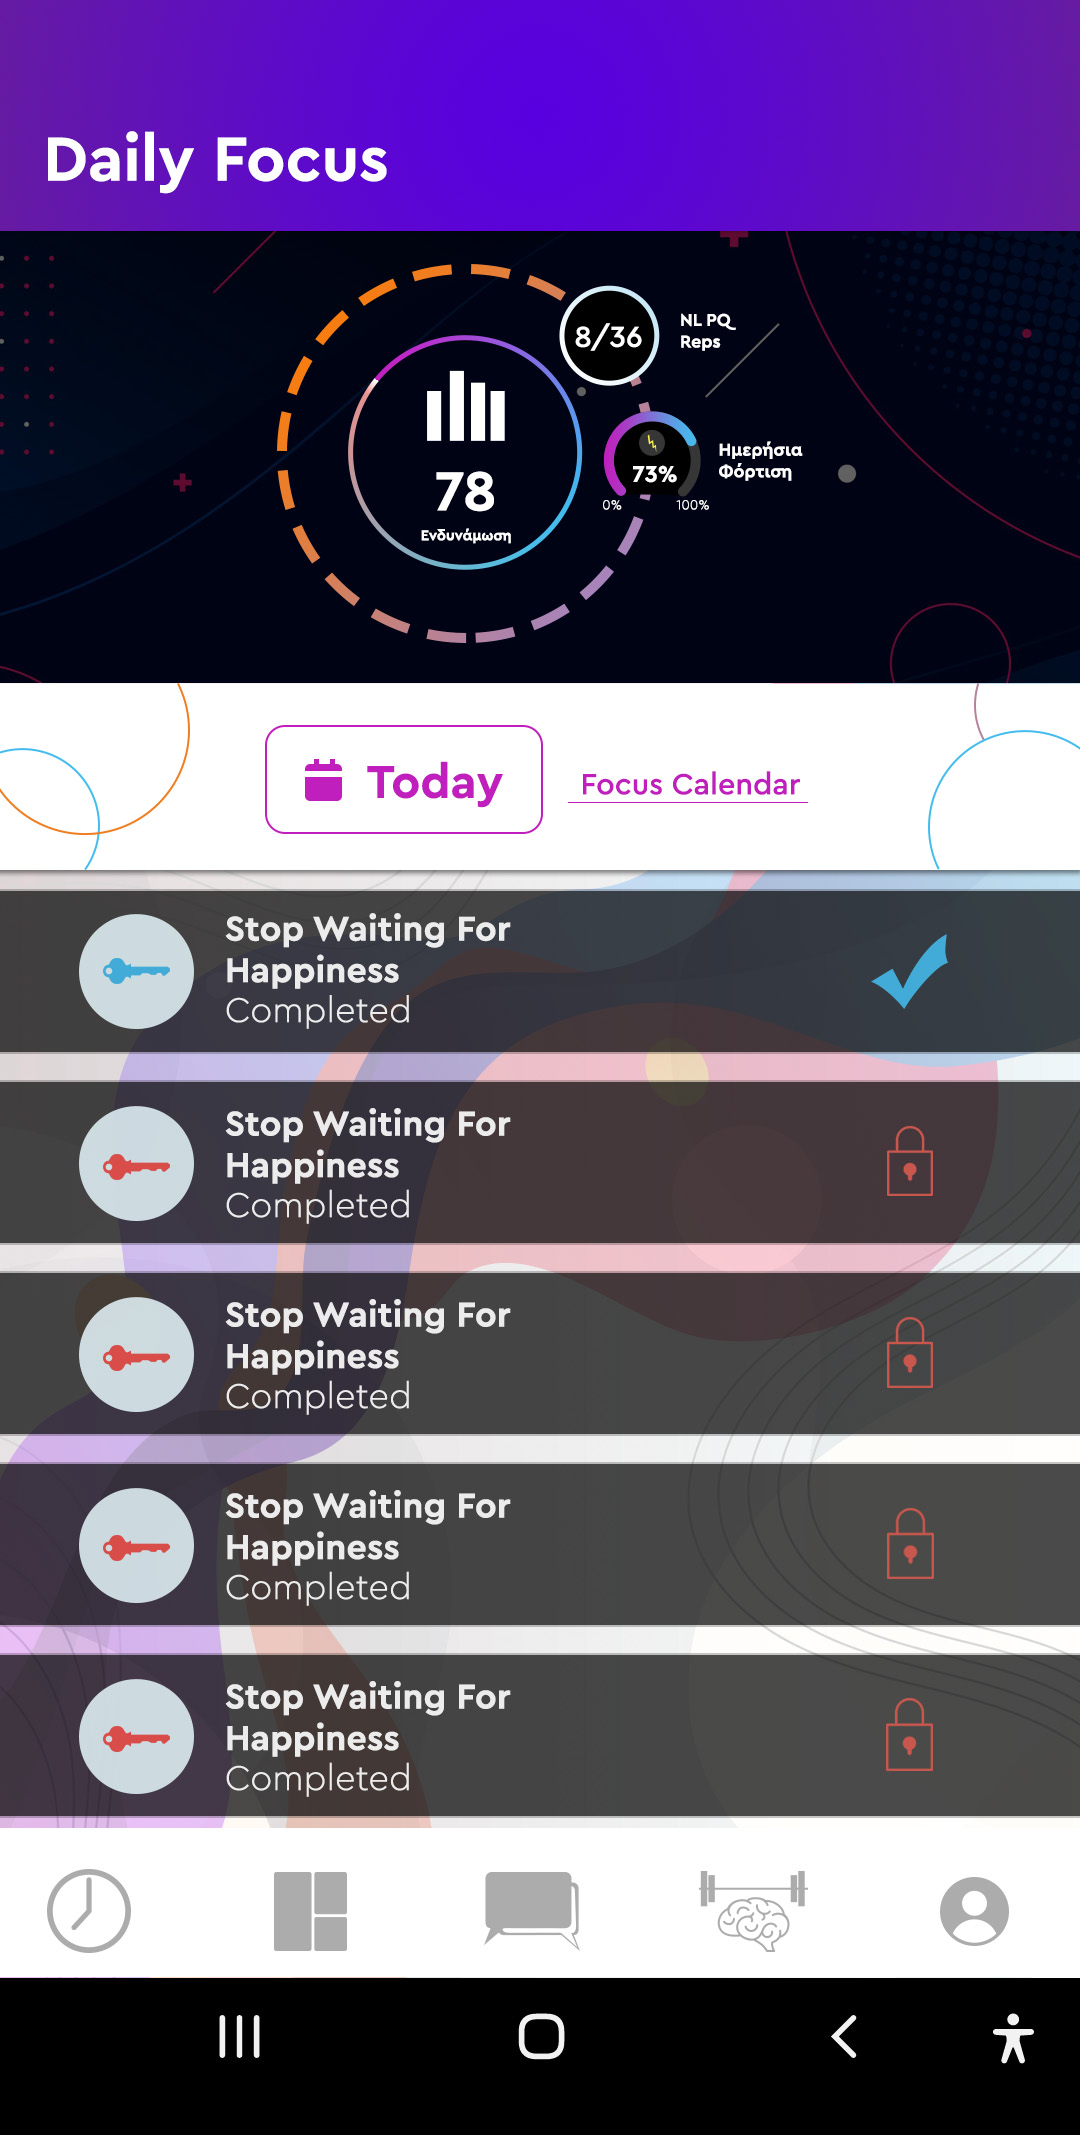 Daily Focus
8/36
NL PQ
Reps
78
Ενδυνάμωση
73%
0%
100%
Ημερήσια
Φόρτιση
Today
Focus Calendar
Stop Waiting For
Happiness
Completed
Stop Waiting For
Happiness
Completed
Stop Waiting For
Happiness
Completed
Stop Waiting For
Happiness
Completed
Stop Waiting For
Happiness
Completed